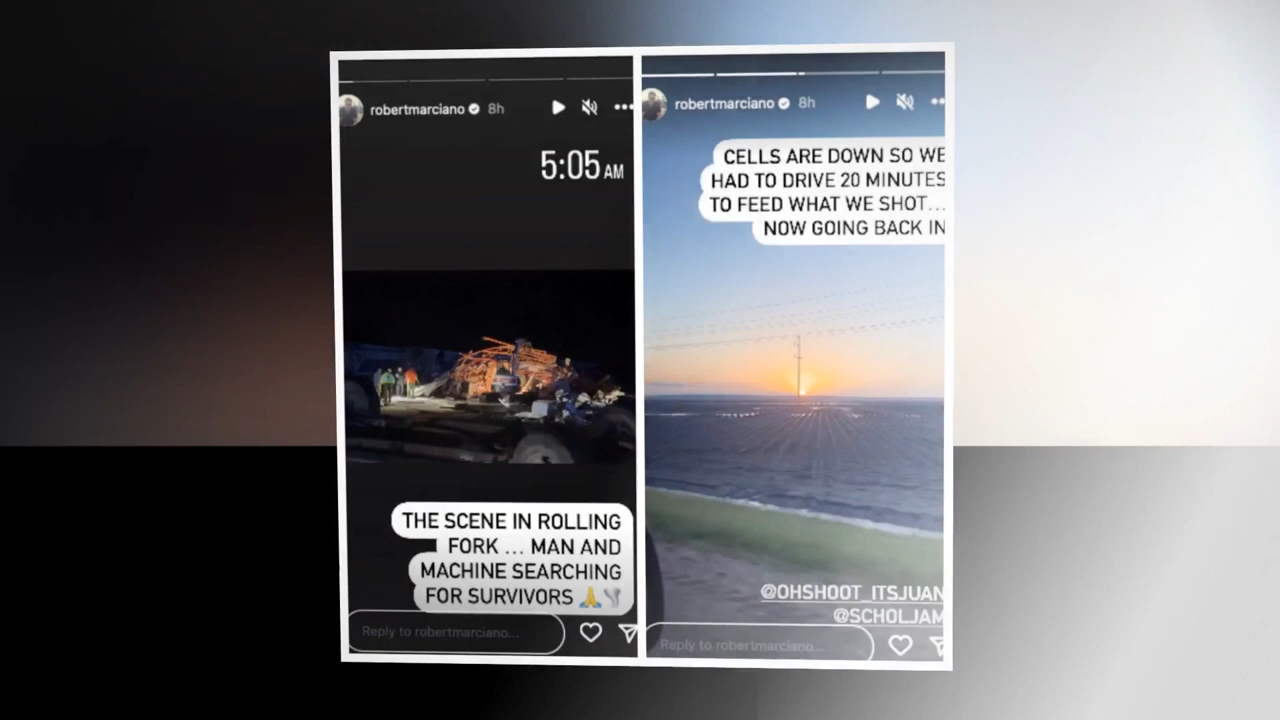 robertmarciano 8h
5:05 AM
THE SCENE IN ROLLING
FORK ... MAN AND
MACHINE SEARCHING
FOR SURVIVORS 🙏🌪️
Reply to robertmarciano...
robertmarciano 8h
CELLS ARE DOWN SO WE
HAD TO DRIVE 20 MINUTES
TO FEED WHAT WE SHOT...
NOW GOING BACK IN
@OHSHOOT_ITSJUAN
@SCHOLJAM
Reply to robertmarciano...